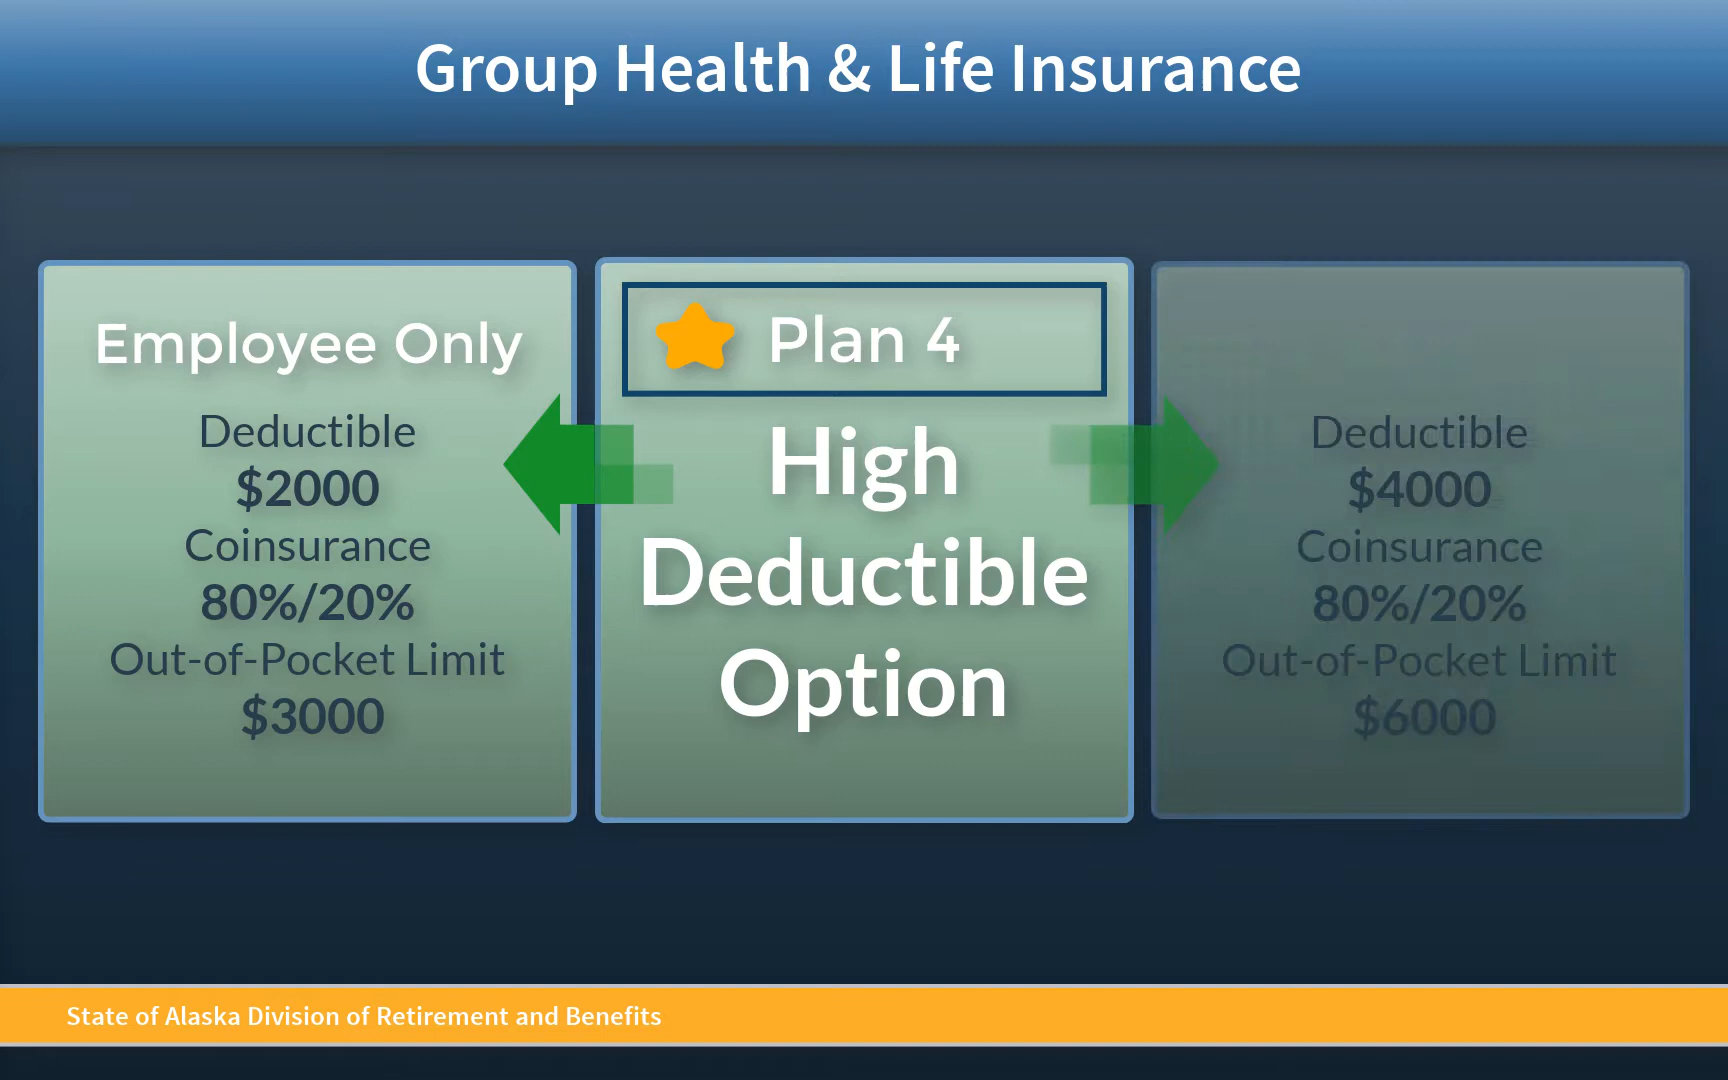 Group Health & Life Insurance
Employee Only
Deductible
$2000
Coinsurance
80%/20%
Out-of-Pocket Limit
$3000
Plan 4
High
Deductible
Option
Deductible
$4000
Coinsurance
80%/20%
Out-of-Pocket Limit
$6000
State of Alaska Division of Retirement and Benefits